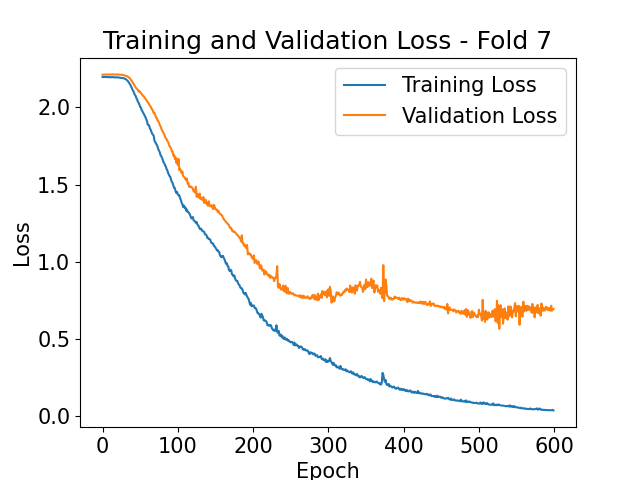 Training and Validation Loss - Fold 7
Training Loss
Validation Loss
Loss
2.0
1.5
1.0
0.5
0.0
0 100 200 300 400 500 600
Epoch